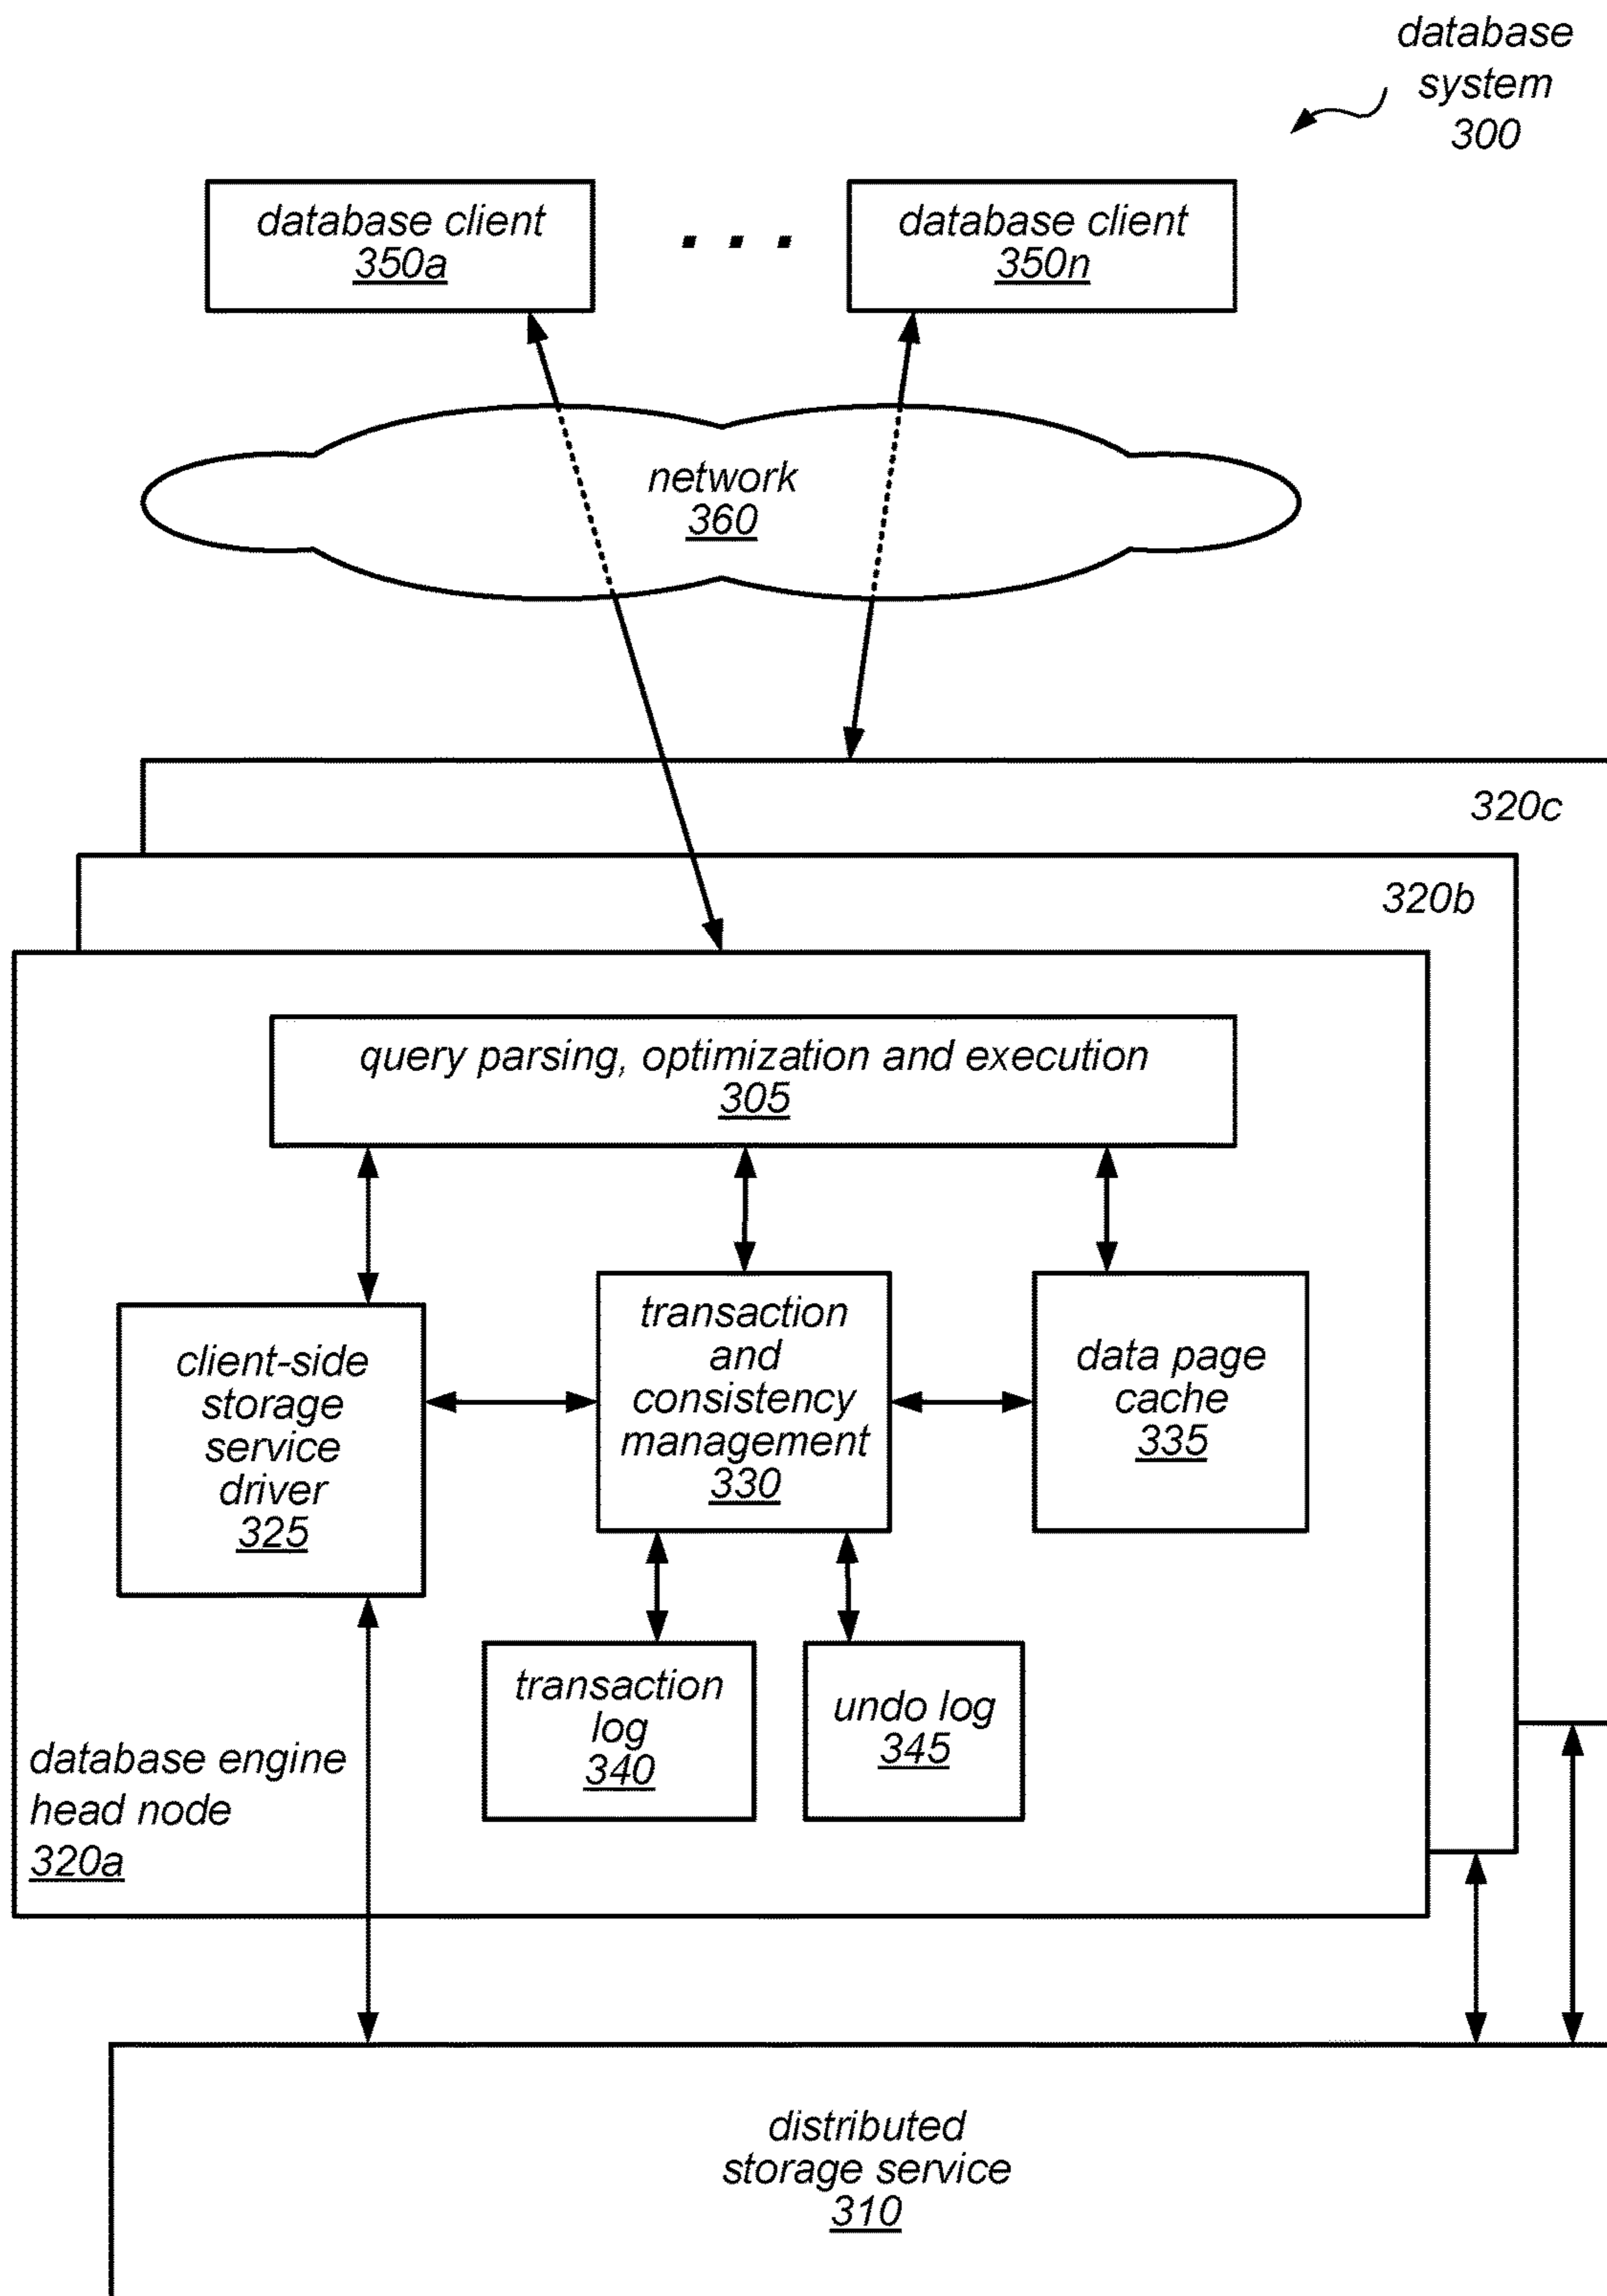 database
system
300
database client
350a
. . .
database client
350n
network
360
320c
320b
query parsing, optimization and execution
305
client-side
storage
service
driver
325
transaction
and
consistency
management
330
data page
cache
335
transaction
log
340
undo log
345
database engine
head node
320a
distributed
storage service
310